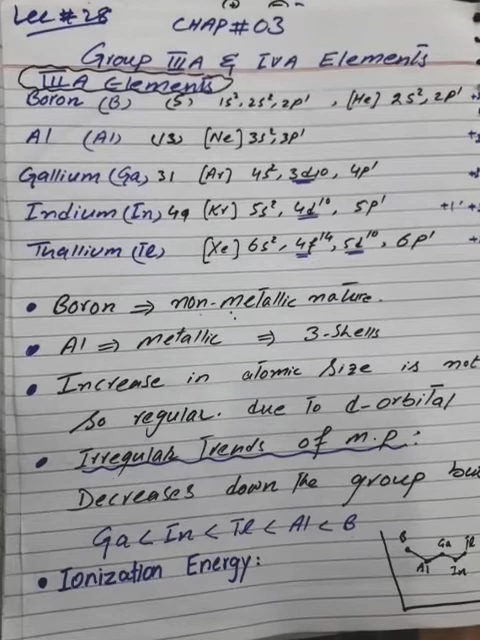 Lec # 28
CHAP # 03
Group IIIA & IVA Elements
IIIA Elements
Boron (B) (5) 1s², 2s², 2p¹ , [He] 2s², 2p¹
Al (Al) (13) [Ne] 3s², 3p¹
Gallium (Ga) 31 [Ar] 4s², 3d¹⁰, 4p¹
Indium (In) 49 [Kr] 5s², 4d¹⁰, 5p¹ +1
Thallium (Tl) [Xe] 6s², 4f¹⁴, 5d¹⁰, 6p¹
• Boron ⇒ non-metallic nature.
• Al ⇒ metallic ⇒ 3-shells
• Increase in atomic size is not
so regular. due to d-orbital
• Irregular Trends of m.p:
Decreases down the group bu
Ga < In < Tl < Al < B
B Al Ga In Tl
• Ionization Energy: